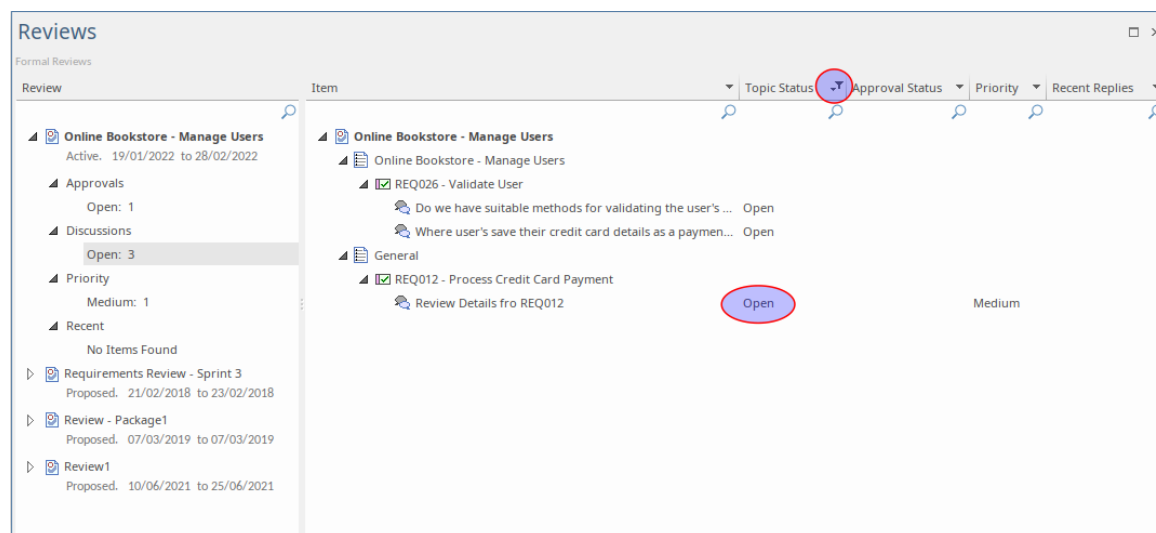 Reviews
Formal Reviews
Review
Item
Topic Status
Approval Status
Priority
Recent Replies
Online Bookstore - Manage Users
Active. 19/01/2022 to 28/02/2022
Approvals
Open: 1
Discussions
Open: 3
Priority
Medium: 1
Recent
No Items Found
Requirements Review - Sprint 3
Proposed. 21/02/2018 to 23/02/2018
Review - Package1
Proposed. 07/03/2019 to 07/03/2019
Review1
Proposed. 10/06/2021 to 25/06/2021
Online Bookstore - Manage Users
Online Bookstore - Manage Users
REQ026 - Validate User
Do we have suitable methods for validating the user's ... Open
Where user's save their credit card details as a paymen... Open
General
REQ012 - Process Credit Card Payment
Review Details fro REQ012 Open Medium